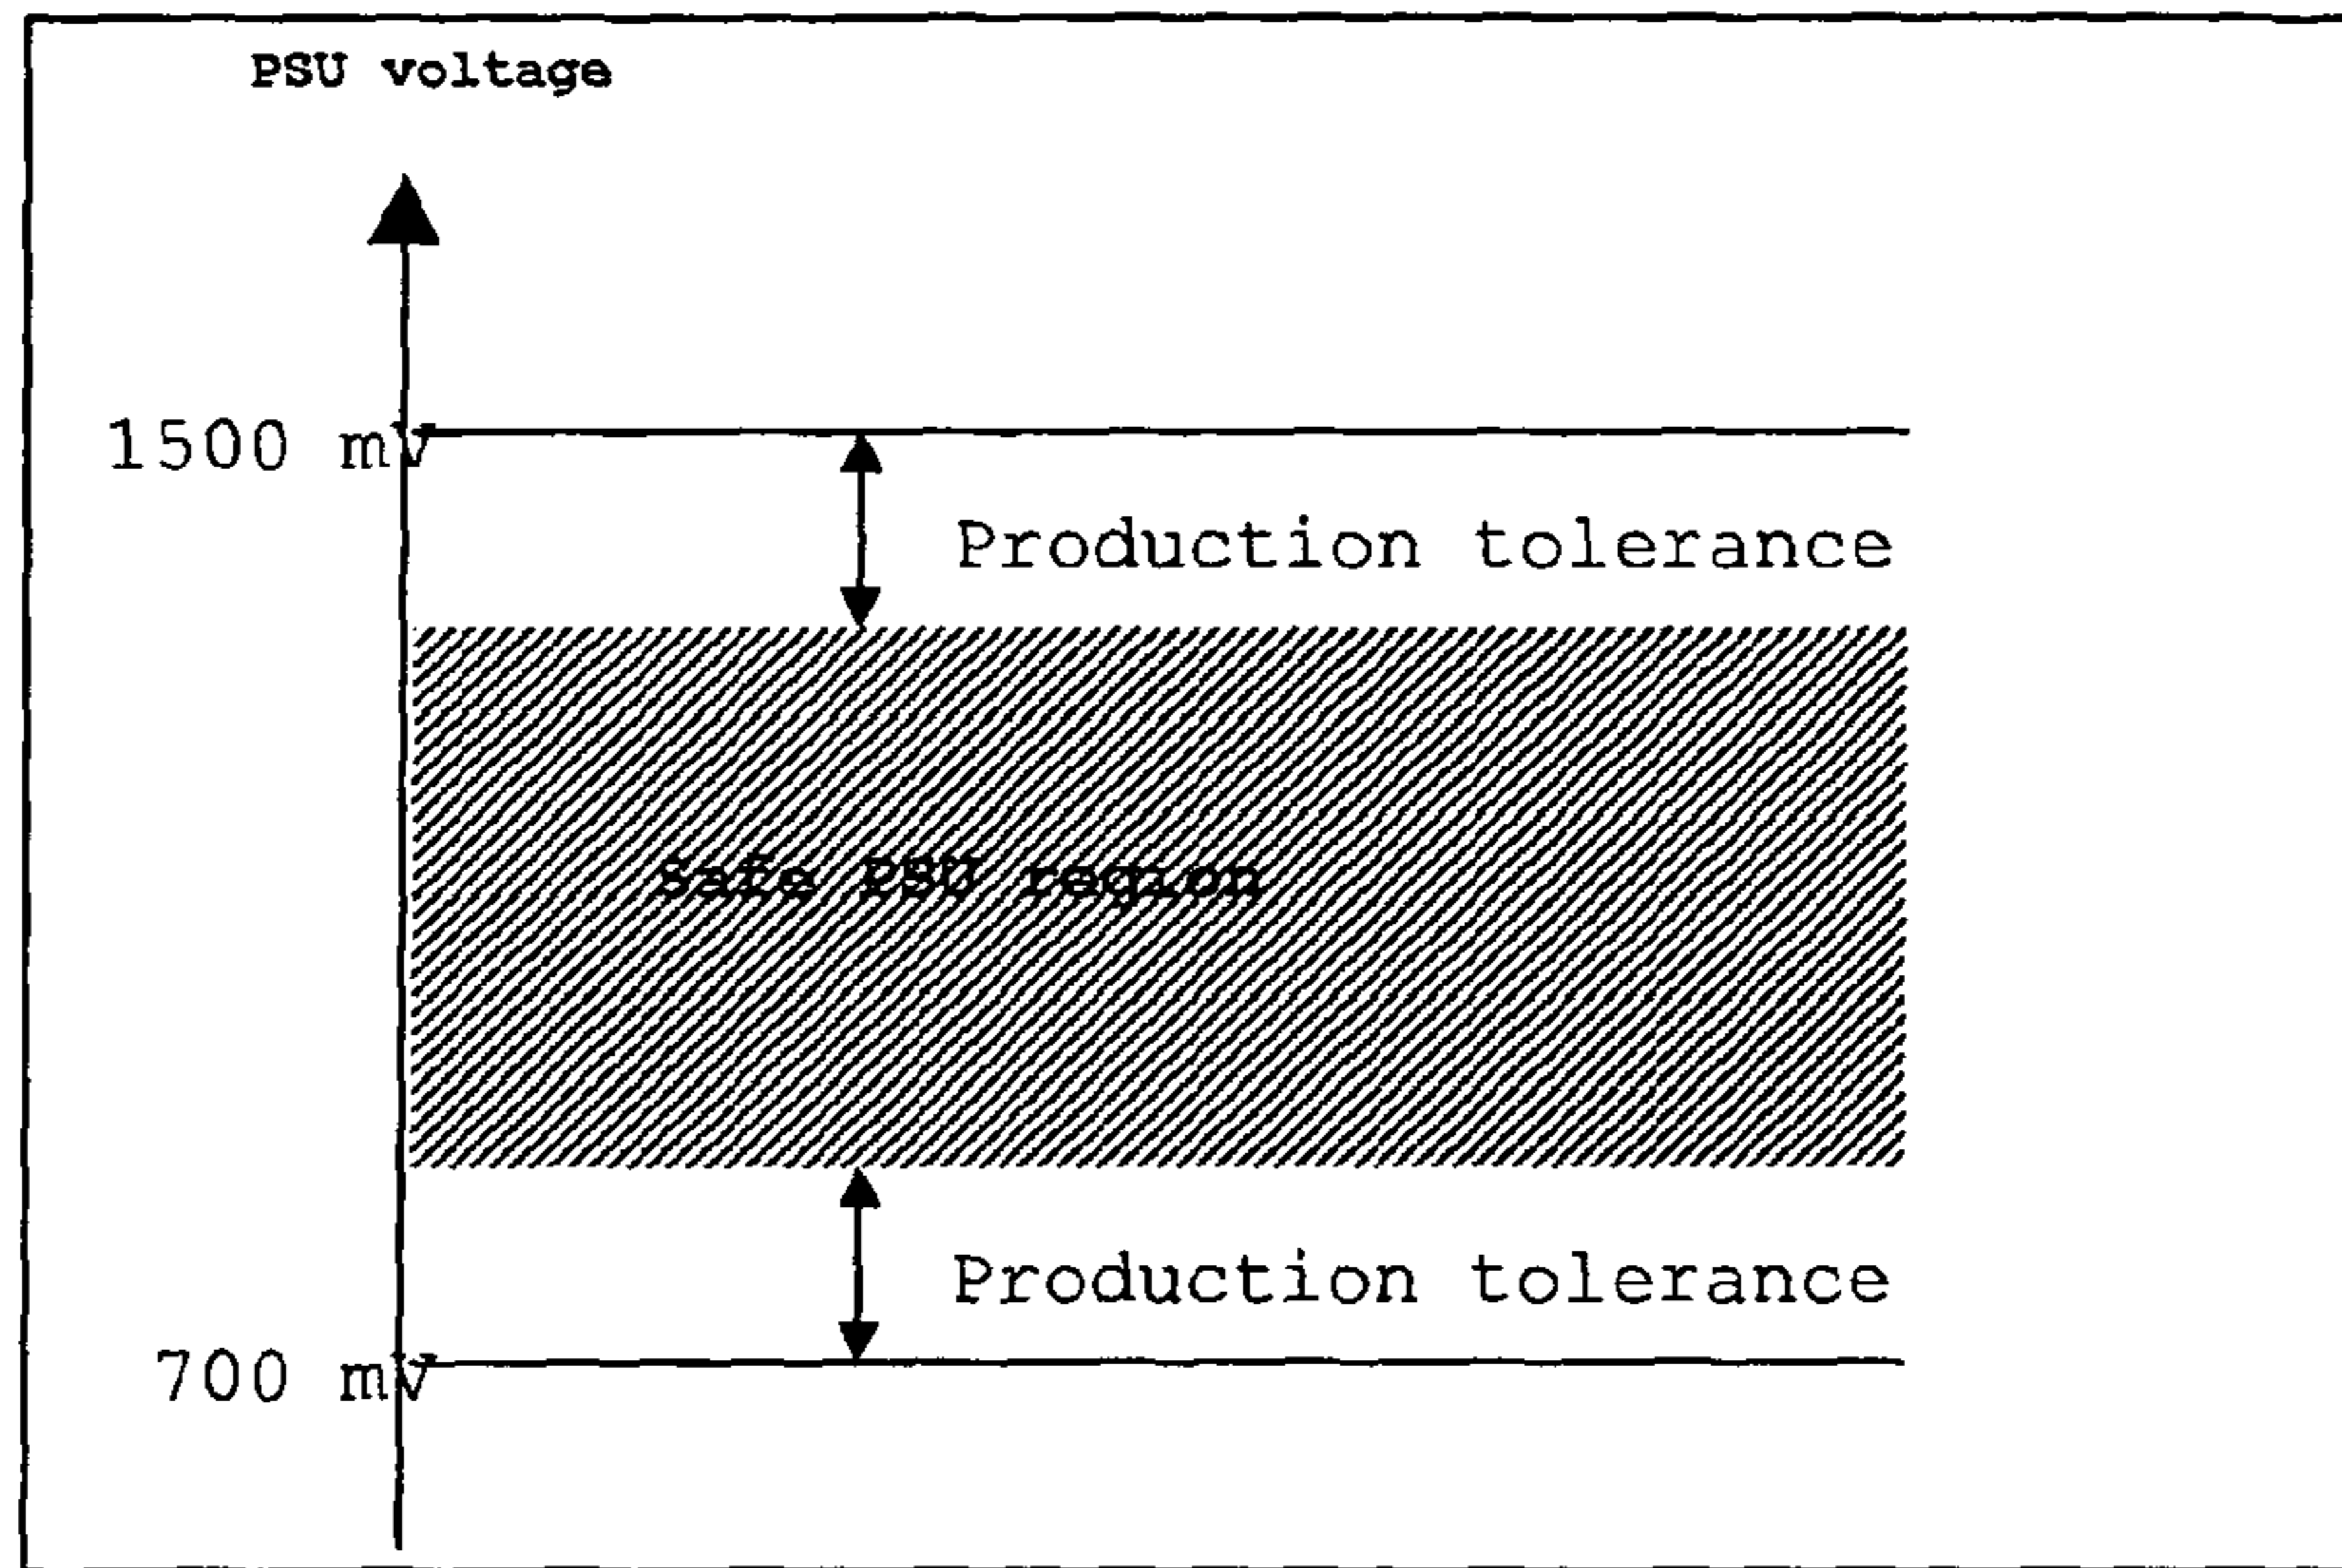 PSU voltage
1500 mV
Production tolerance
Safe PSU region
Production tolerance
700 mV